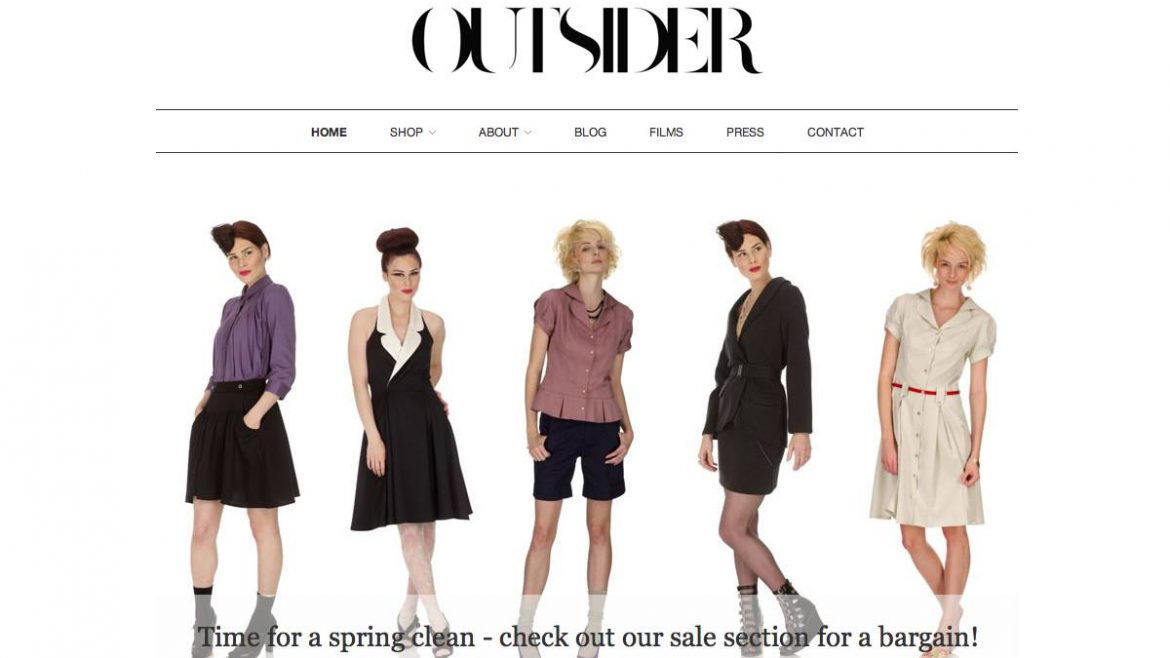 OUTSIDER
HOME SHOP ABOUT BLOG FILMS PRESS CONTACT
Time for a spring clean - check out our sale section for a bargain!